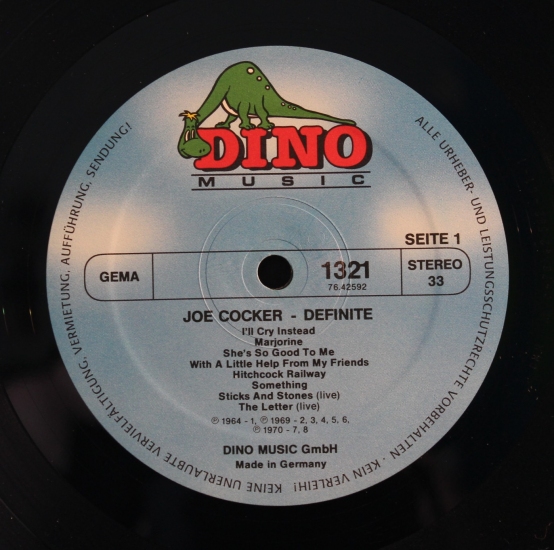 DINO
MUSIC
SEITE 1
GEMA
1321
76.42592
STEREO
33
JOE COCKER - DEFINITE
I'll Cry Instead
Marjorine
She's So Good To Me
With A Little Help From My Friends
Hitchcock Railway
Something
Sticks And Stones (live)
The Letter (live)
℗ 1964 - 1, ℗ 1969 - 2, 3, 4, 5, 6,
℗ 1970 - 7, 8
DINO MUSIC GmbH
Made in Germany
ALLE URHEBER- UND LEISTUNGSSCHUTZRECHTE VORBEHALTEN · KEIN VERLEIH! KEINE UNERLAUBTE VERVIELFÄLTIGUNG, VERMIETUNG, AUFFÜHRUNG, SENDUNG!